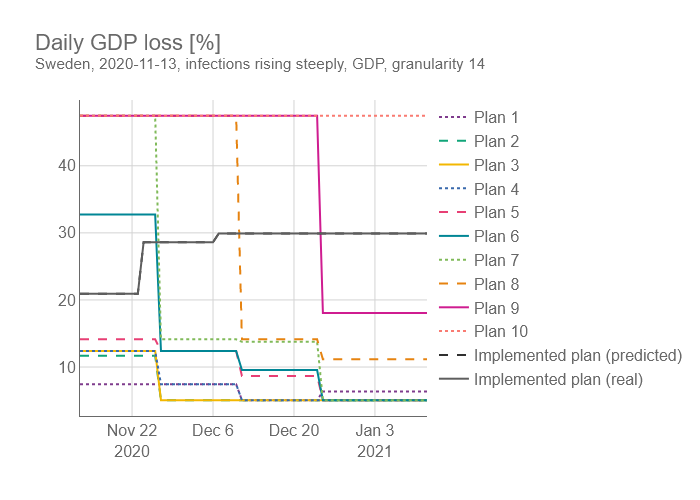 Daily GDP loss [%]
Sweden, 2020-11-13, infections rising steeply, GDP, granularity 14
40
30
20
10
Nov 22
2020
Dec 6
Dec 20
Jan 3
2021
Plan 1
Plan 2
Plan 3
Plan 4
Plan 5
Plan 6
Plan 7
Plan 8
Plan 9
Plan 10
Implemented plan (predicted)
Implemented plan (real)